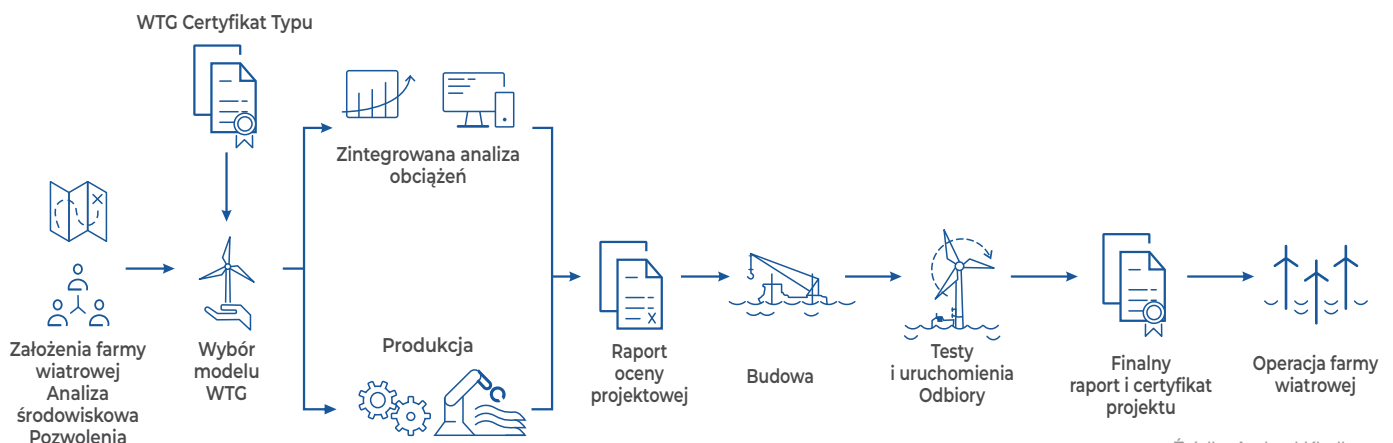 WTG Certyfikat Typu
Założenia farmy
wiatrowej
Analiza
środowiskowa
Pozwolenia
Wybór
modelu
WTG
Zintegrowana analiza
obciążeń
Produkcja
X
Raport
oceny
projektowej
Budowa
Testy
i uruchomienia
Odbiory
Finalny
raport i certyfikat
projektu
Operacja farmy
wiatrowej